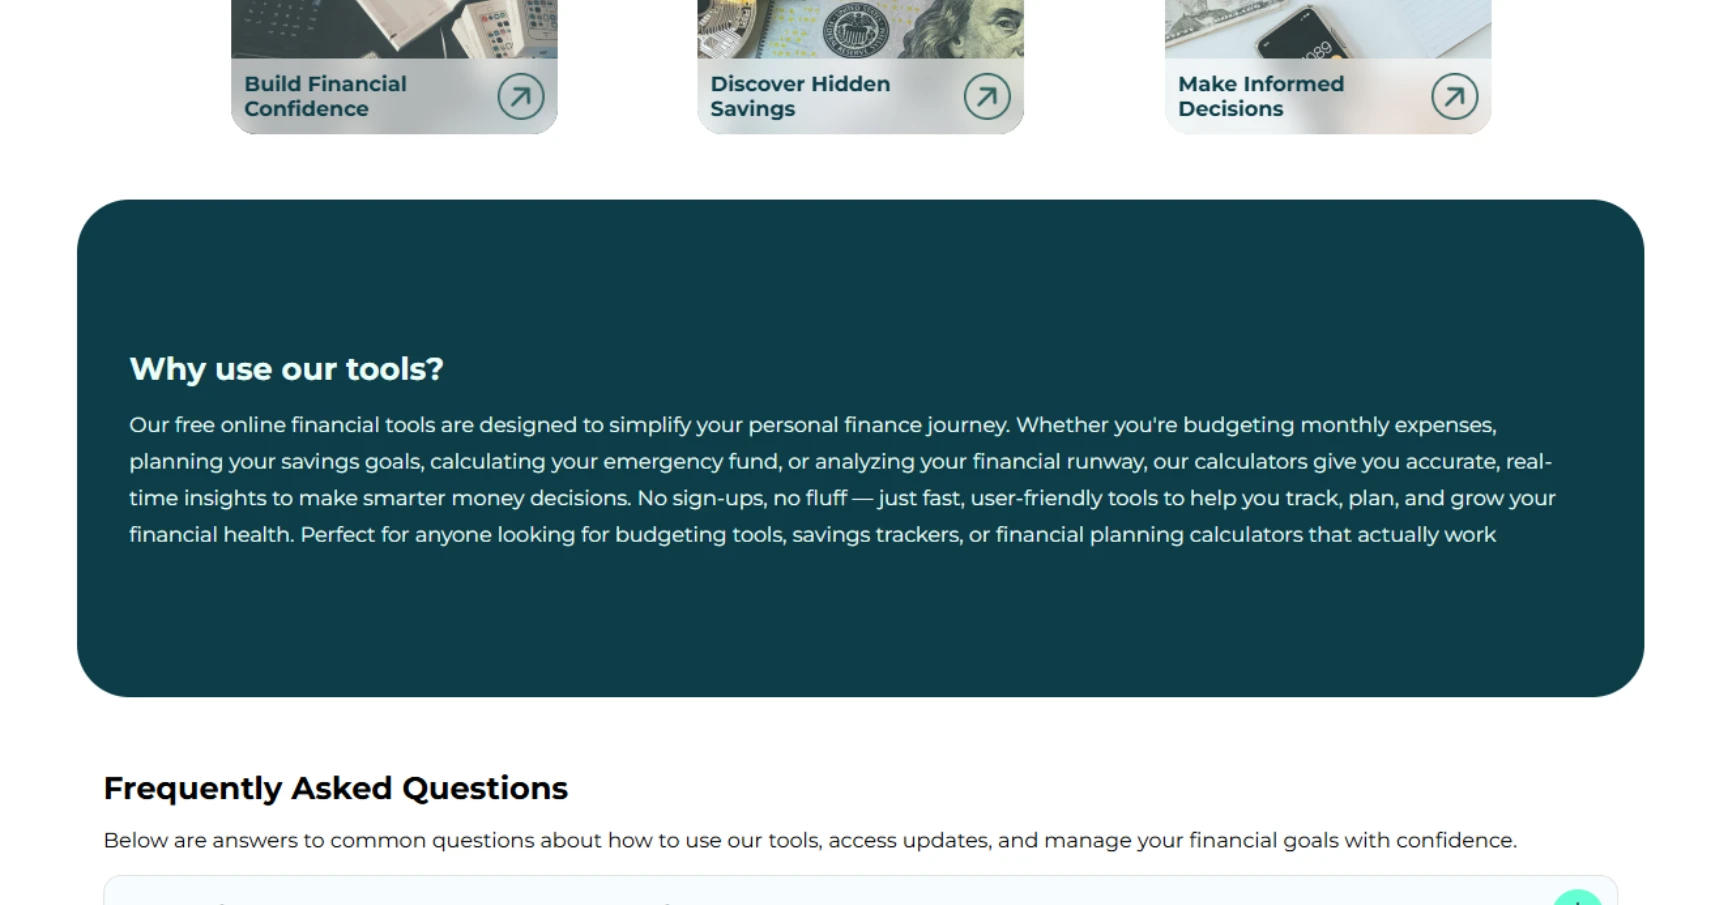 Build Financial
Confidence
Discover Hidden
Savings
Make Informed
Decisions
Why use our tools?
Our free online financial tools are designed to simplify your personal finance journey. Whether you're budgeting monthly expenses,
planning your savings goals, calculating your emergency fund, or analyzing your financial runway, our calculators give you accurate, real-
time insights to make smarter money decisions. No sign-ups, no fluff — just fast, user-friendly tools to help you track, plan, and grow your
financial health. Perfect for anyone looking for budgeting tools, savings trackers, or financial planning calculators that actually work
Frequently Asked Questions
Below are answers to common questions about how to use our tools, access updates, and manage your financial goals with confidence.